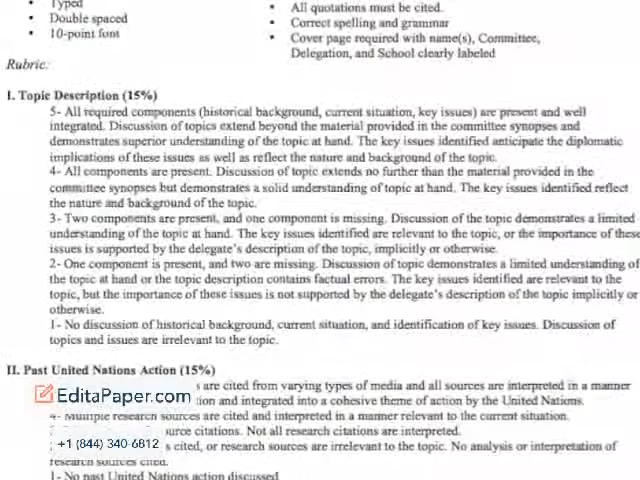 • Typed
• Double spaced
• 10-point font
• All quotations must be cited.
• Correct spelling and grammar
• Cover page required with name(s), Committee,
Delegation, and School clearly labeled
Rubric:
I. Topic Description (15%)
5- All required components (historical background, current situation, key issues) are present and well
integrated. Discussion of topics extend beyond the material provided in the committee synopses and
demonstrates superior understanding of the topic at hand. The key issues identified anticipate the diplomatic
implications of these issues as well as reflect the nature and background of the topic.
4- All components are present. Discussion of topic extends no further than the material provided in the
committee synopses but demonstrates a solid understanding of topic at hand. The key issues identified reflect
the nature and background of the topic.
3- Two components are present, and one component is missing. Discussion of the topic demonstrates a limited
understanding of the topic at hand. The key issues identified are relevant to the topic, or the importance of these
issues is supported by the delegate's description of the topic, implicitly or otherwise.
2- One component is present, and two are missing. Discussion of topic demonstrates a limited understanding of
the topic at hand or the topic description contains factual errors. The key issues identified are relevant to the
topic, but the importance of these issues is not supported by the delegate's description of the topic implicitly or
otherwise.
1- No discussion of historical background, current situation, and identification of key issues. Discussion of
topics and issues are irrelevant to the topic.
II. Past United Nations Action (15%)
are cited from varying types of media and all sources are interpreted in a manner
EditaPaper.com
and integrated into a cohesive theme of action by the United Nations.
4- Multiple research sources are cited and interpreted in a manner relevant to the current situation.
source citations. Not all research citations are interpreted.
+1 (844) 340-6812
cited, or research sources are irrelevant to the topic. No analysis or interpretation of
research sources cited.
1- No past United Nations action discussed